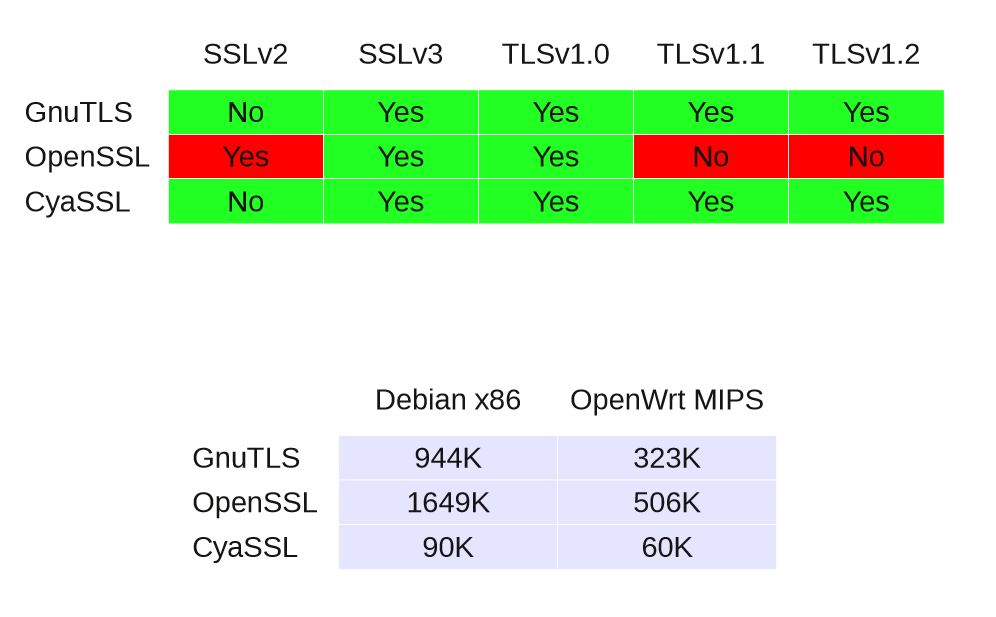 SSLv2 SSLv3 TLSv1.0 TLSv1.1 TLSv1.2
GnuTLS No Yes Yes Yes Yes
OpenSSL Yes Yes Yes No No
CyaSSL No Yes Yes Yes Yes
Debian x86 OpenWrt MIPS
GnuTLS 944K 323K
OpenSSL 1649K 506K
CyaSSL 90K 60K